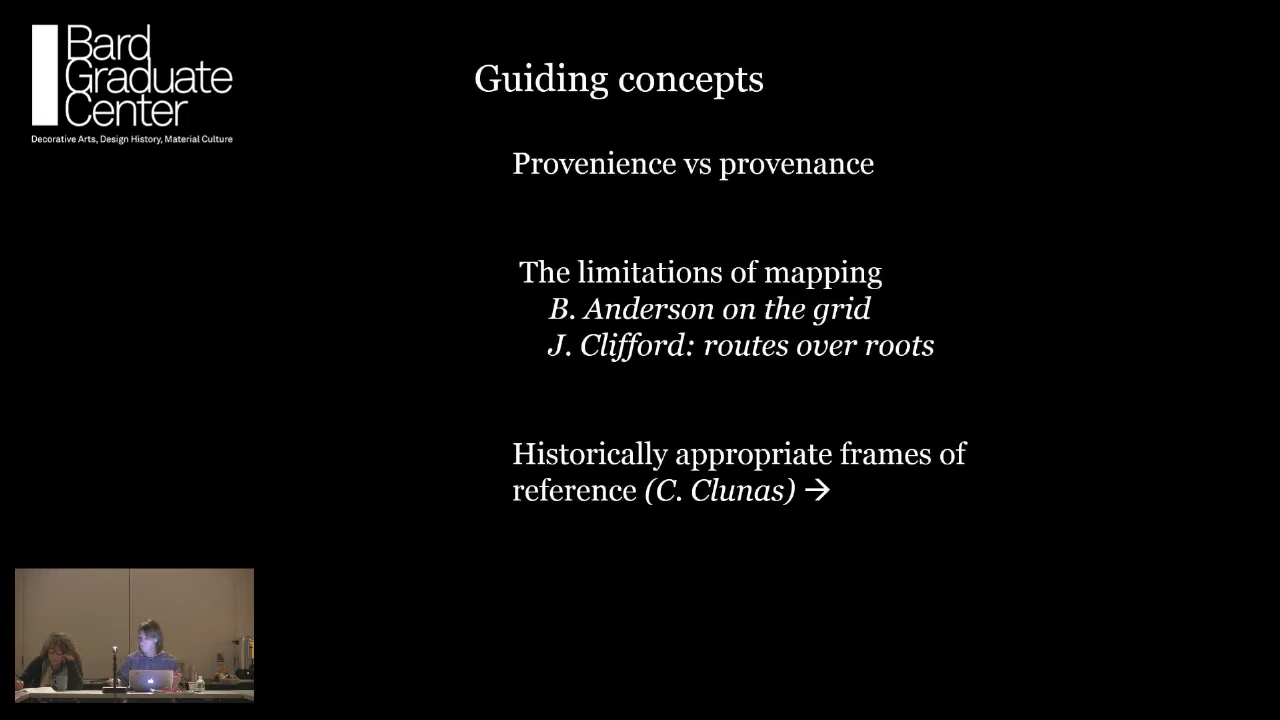 Bard
Graduate
Center
Decorative Arts, Design History, Material Culture
Guiding concepts
Provenience vs provenance
The limitations of mapping
B. Anderson on the grid
J. Clifford: routes over roots
Historically appropriate frames of
reference (C. Clunas) →